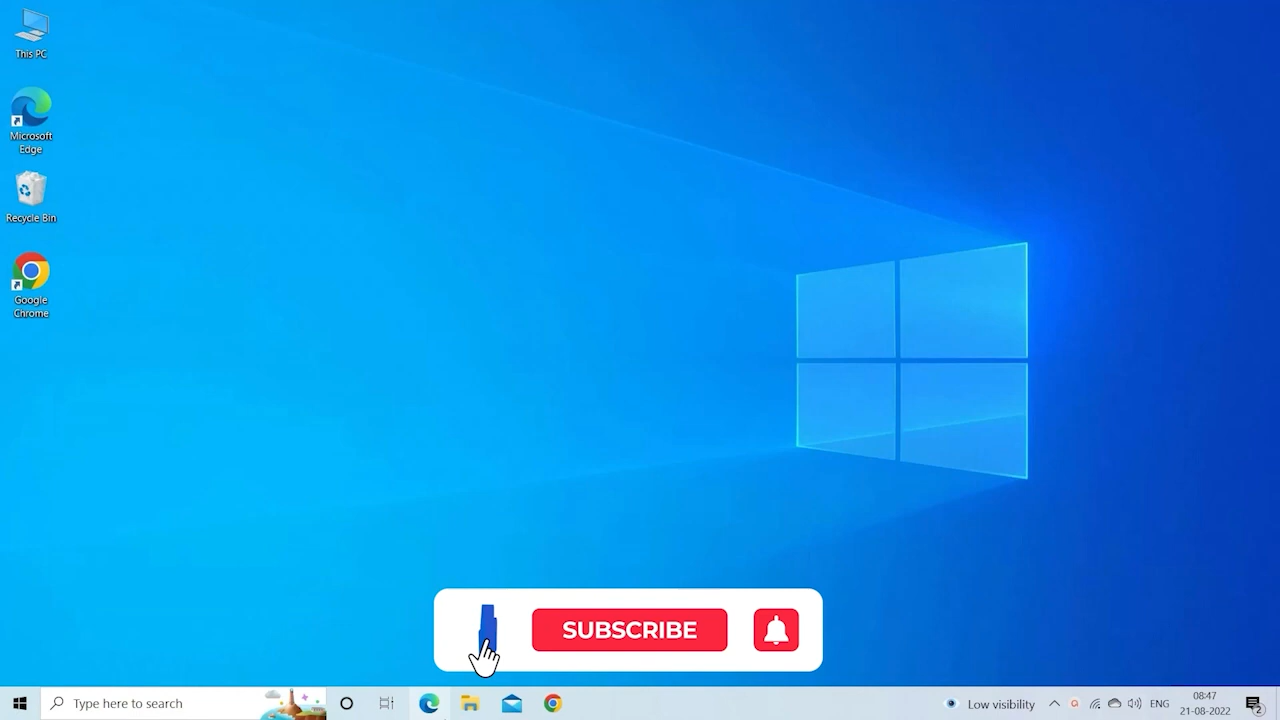 This PC
Microsoft
Edge
Recycle Bin
Google
Chrome
SUBSCRIBE
Type here to search
Low visibility
ENG
08:47
21-08-2022
2